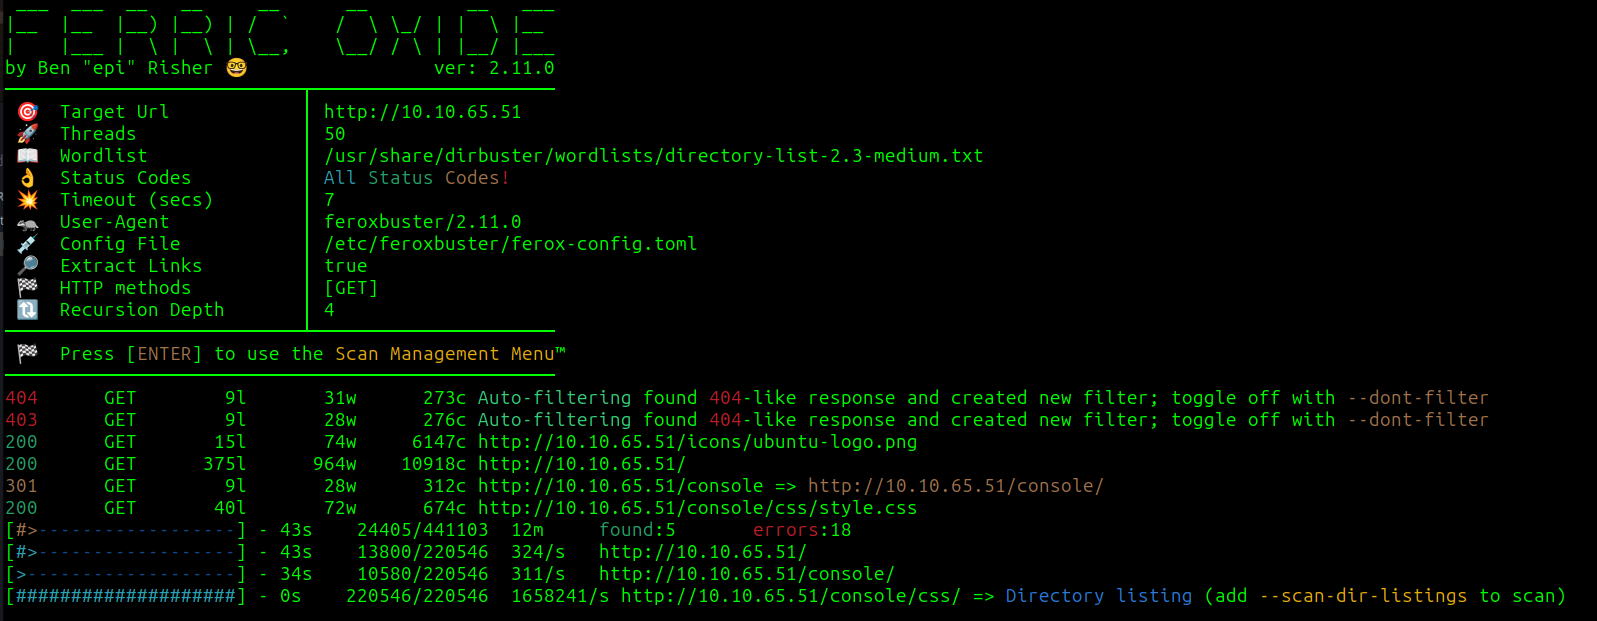 FERRIC OXIDE
by Ben "epi" Risher 🤓 ver: 2.11.0
🎯 Target Url │ http://10.10.65.51
🚀 Threads │ 50
📖 Wordlist │ /usr/share/dirbuster/wordlists/directory-list-2.3-medium.txt
👌 Status Codes │ All Status Codes!
💥 Timeout (secs) │ 7
🦡 User-Agent │ feroxbuster/2.11.0
💉 Config File │ /etc/feroxbuster/ferox-config.toml
🔎 Extract Links │ true
🏁 HTTP methods │ [GET]
🔃 Recursion Depth │ 4
🏁 Press [ENTER] to use the Scan Management Menu™
404 GET 9l 31w 273c Auto-filtering found 404-like response and created new filter; toggle off with --dont-filter
403 GET 9l 28w 276c Auto-filtering found 404-like response and created new filter; toggle off with --dont-filter
200 GET 15l 74w 6147c http://10.10.65.51/icons/ubuntu-logo.png
200 GET 375l 964w 10918c http://10.10.65.51/
301 GET 9l 28w 312c http://10.10.65.51/console => http://10.10.65.51/console/
200 GET 40l 72w 674c http://10.10.65.51/console/css/style.css
[#>------------------] - 43s 24405/441103 12m found:5 errors:18
[#>------------------] - 43s 13800/220546 324/s http://10.10.65.51/
[>-------------------] - 34s 10580/220546 311/s http://10.10.65.51/console/
[####################] - 0s 220546/220546 1658241/s http://10.10.65.51/console/css/ => Directory listing (add --scan-dir-listings to scan)